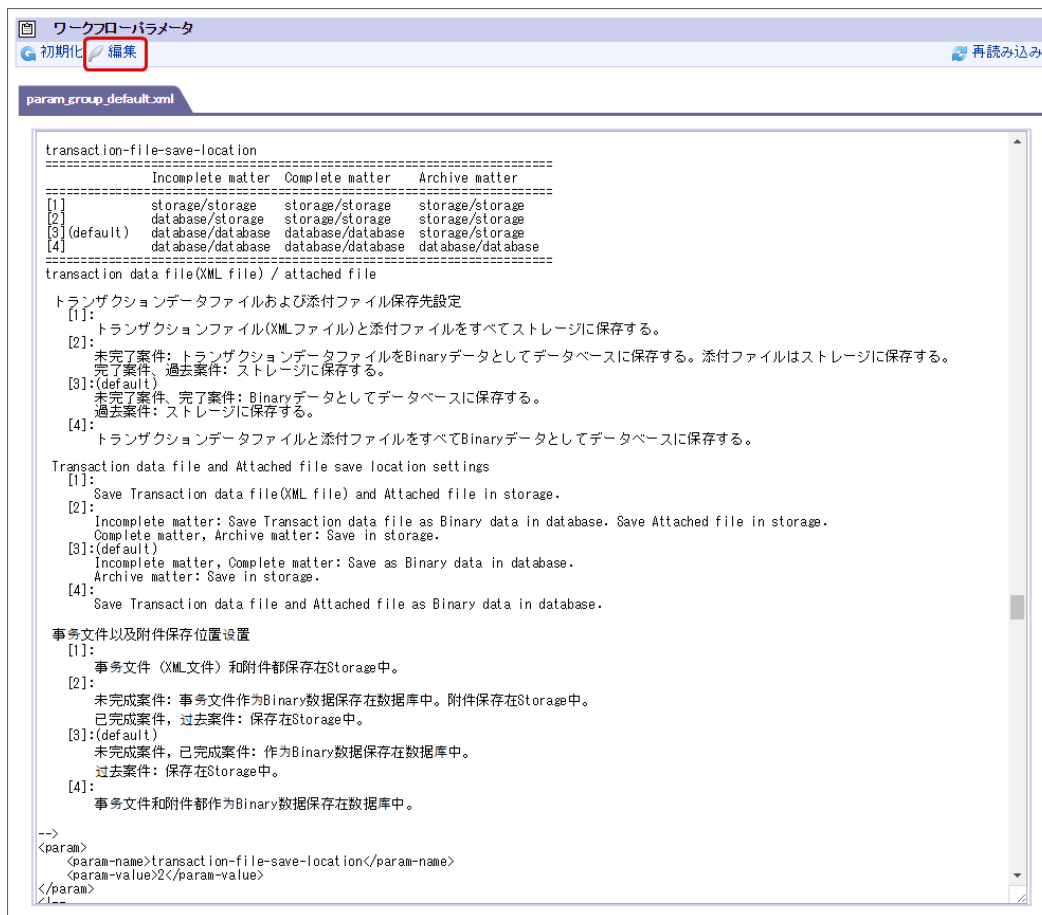 ワークフローパラメータ
初期化 編集 再読み込み
param_group_default.xml
transaction-file-save-location
==========================================================================
Incomplete matter Complete matter Archive matter
==========================================================================
[1] storage/storage storage/storage storage/storage
[2] database/storage storage/storage storage/storage
[3](default) database/database database/database storage/storage
[4] database/database database/database database/database
==========================================================================
transaction data file(XML file) / attached file
トランザクションデータファイルおよび添付ファイル保存先設定
[1]:
トランザクションファイル(XMLファイル)と添付ファイルをすべてストレージに保存する。
[2]:
未完了案件: トランザクションデータファイルをBinaryデータとしてデータベースに保存する。添付ファイルはストレージに保存する。
完了案件、過去案件: ストレージに保存する。
[3]:(default)
未完了案件、完了案件: Binaryデータとしてデータベースに保存する。
過去案件: ストレージに保存する。
[4]:
トランザクションデータファイルと添付ファイルをすべてBinaryデータとしてデータベースに保存する。
Transaction data file and Attached file save location settings
[1]:
Save Transaction data file(XML file) and Attached file in storage.
[2]:
Incomplete matter: Save Transaction data file as Binary data in database. Save Attached file in storage.
Complete matter, Archive matter: Save in storage.
[3]:(default)
Incomplete matter, Complete matter: Save as Binary data in database.
Archive matter: Save in storage.
[4]:
Save Transaction data file and Attached file as Binary data in database.
事务文件以及附件保存位置设置
[1]:
事务文件（XML文件）和附件都保存在Storage中。
[2]:
未完成案件: 事务文件作为Binary数据保存在数据库中。附件保存在Storage中。
已完成案件，过去案件: 保存在Storage中。
[3]:(default)
未完成案件，已完成案件: 作为Binary数据保存在数据库中。
过去案件: 保存在Storage中。
[4]:
事务文件和附件都作为Binary数据保存在数据库中。
-->
<param>
<param-name>transaction-file-save-location</param-name>
<param-value>2</param-value>
</param>
<!--